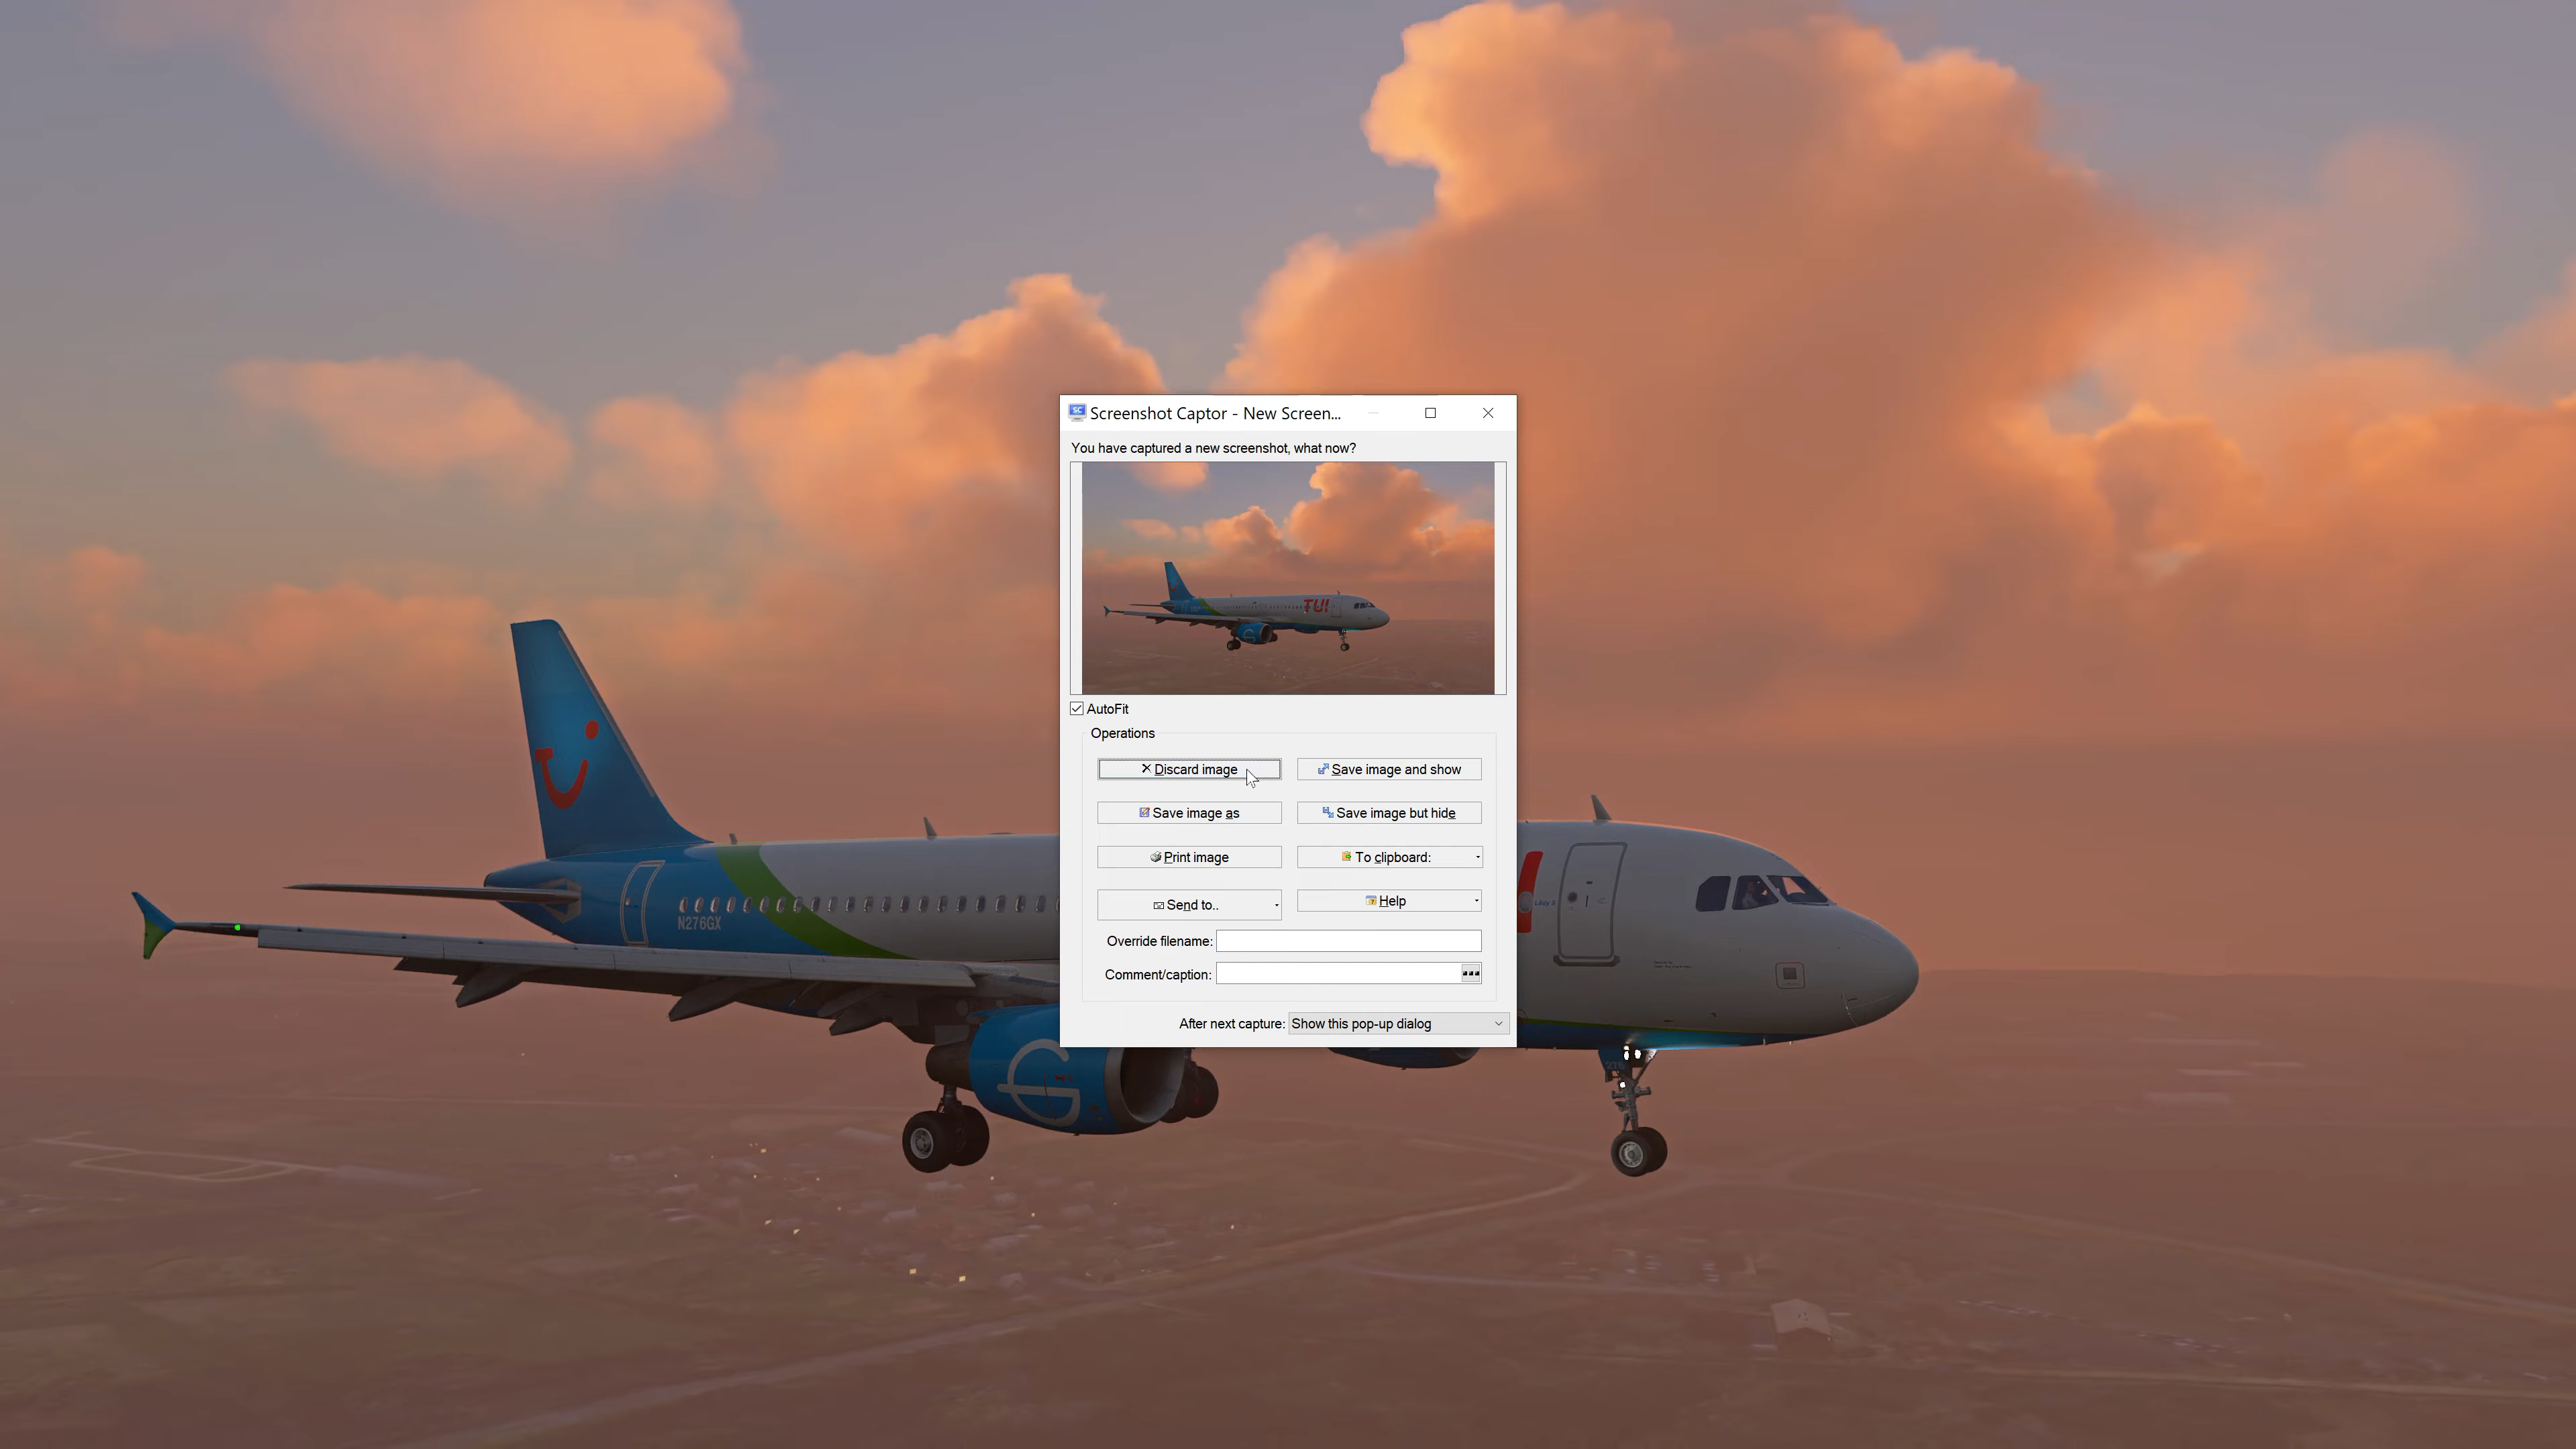 Screenshot Captor - New Screen...
You have captured a new screenshot, what now?
TUI
AutoFit
Operations
Discard image
Save image and show
Save image as
Save image but hide
Print image
To clipboard:
Send to..
Help
Override filename:
Comment/caption:
After next capture: Show this pop-up dialog
N276GX